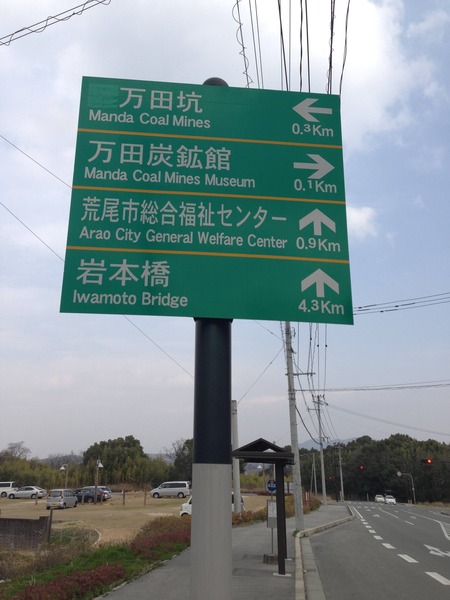 万田坑
Manda Coal Mines
0.3Km
万田炭鉱館
Manda Coal Mines Museum
0.1Km
荒尾市総合福祉センター
Arao City General Welfare Center
0.9Km
岩本橋
Iwamoto Bridge
4.3Km